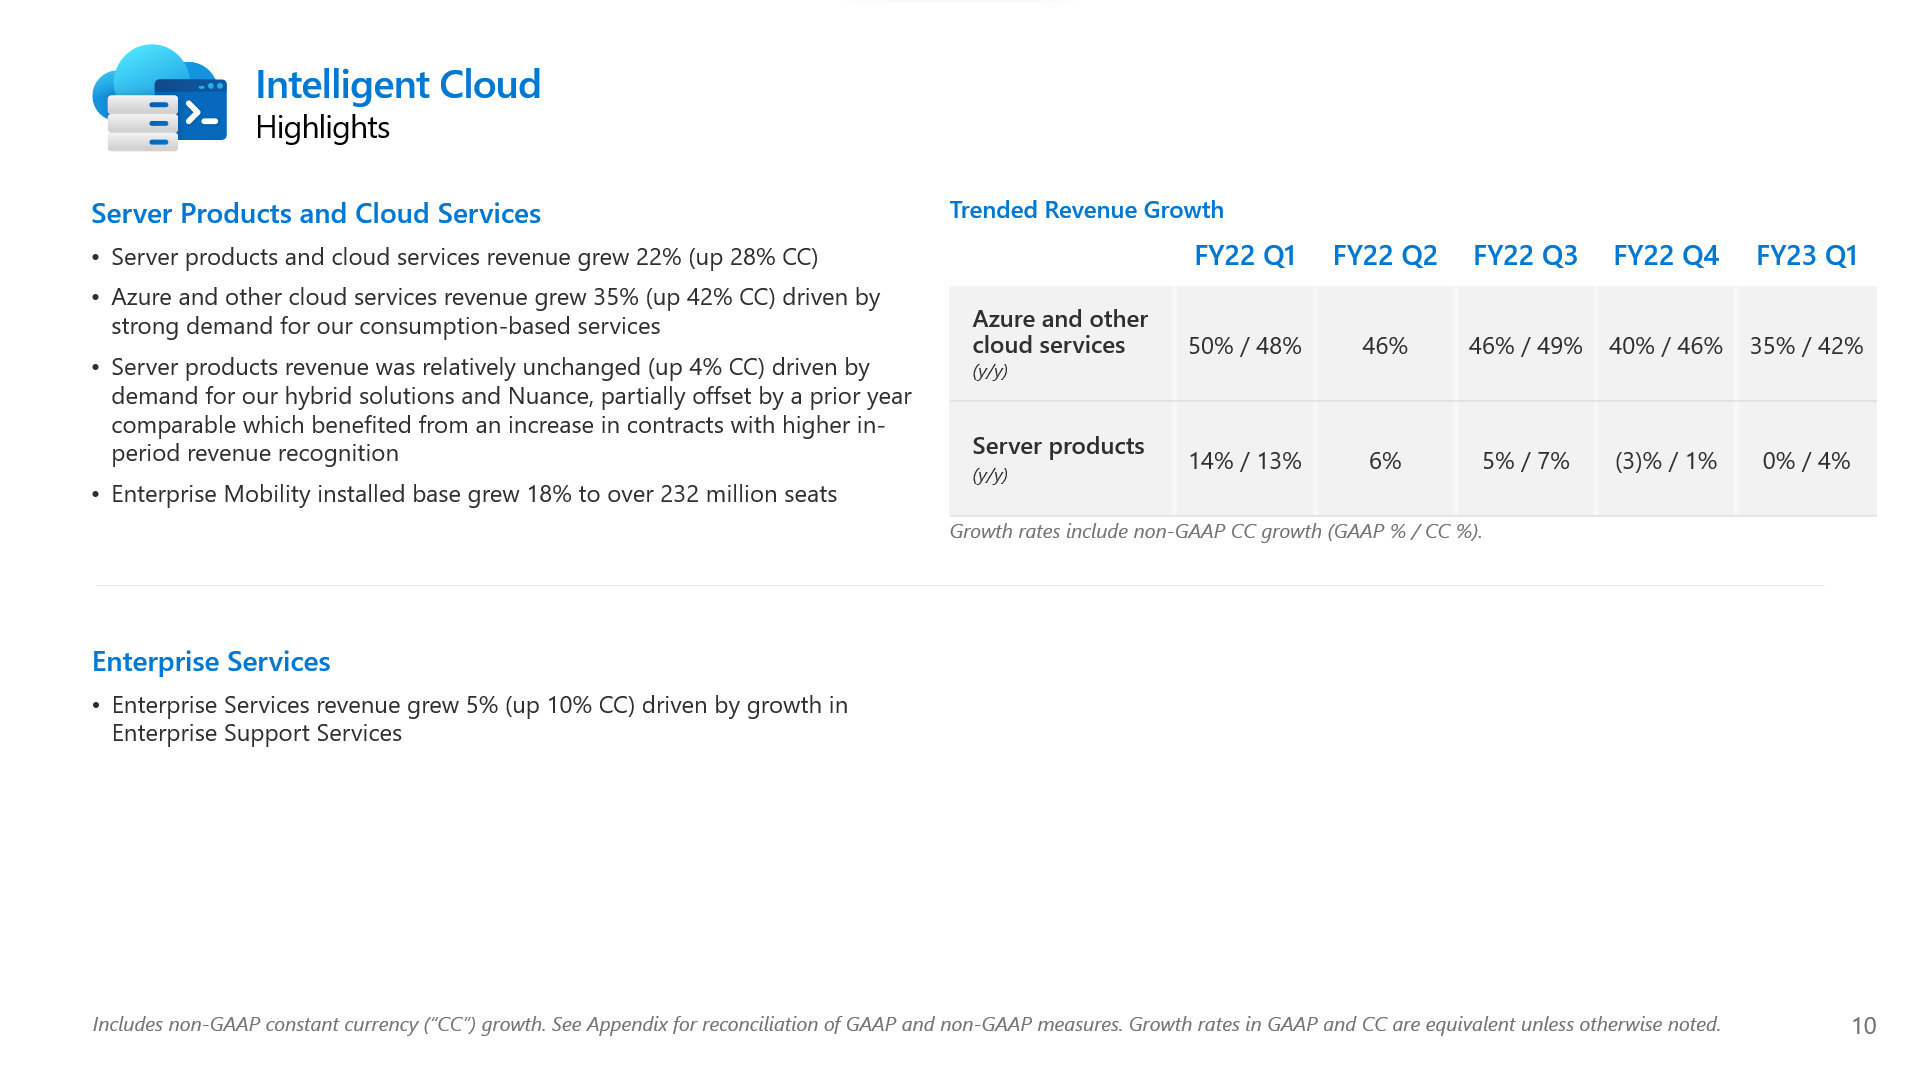 Intelligent Cloud
Highlights
Server Products and Cloud Services
• Server products and cloud services revenue grew 22% (up 28% CC)
• Azure and other cloud services revenue grew 35% (up 42% CC) driven by
strong demand for our consumption-based services
• Server products revenue was relatively unchanged (up 4% CC) driven by
demand for our hybrid solutions and Nuance, partially offset by a prior year
comparable which benefited from an increase in contracts with higher in-
period revenue recognition
• Enterprise Mobility installed base grew 18% to over 232 million seats
Trended Revenue Growth
FY22 Q1 FY22 Q2 FY22 Q3 FY22 Q4 FY23 Q1
Azure and other
cloud services
(y/y)
50% / 48% 46% 46% / 49% 40% / 46% 35% / 42%
Server products
(y/y)
14% / 13% 6% 5% / 7% (3)% / 1% 0% / 4%
Growth rates include non-GAAP CC growth (GAAP % / CC %).
Enterprise Services
• Enterprise Services revenue grew 5% (up 10% CC) driven by growth in
Enterprise Support Services
Includes non-GAAP constant currency (“CC”) growth. See Appendix for reconciliation of GAAP and non-GAAP measures. Growth rates in GAAP and CC are equivalent unless otherwise noted.
10